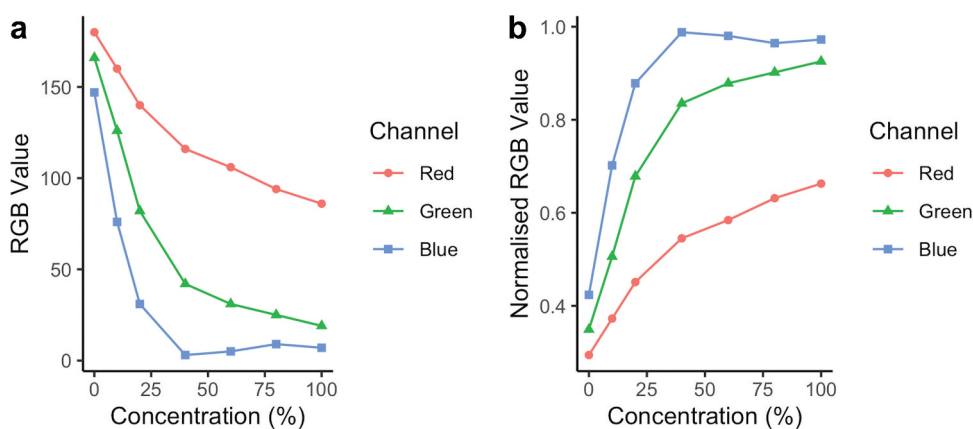 a
RGB Value
150
100
50
0
0 25 50 75 100
Concentration (%)
Channel
Red
Green
Blue
b
Normalised RGB Value
1.0
0.8
0.6
0.4
0 25 50 75 100
Concentration (%)
Channel
Red
Green
Blue